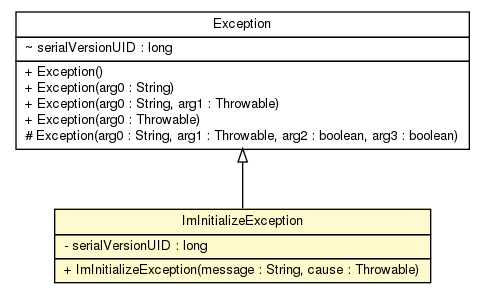 Exception
~ serialVersionUID : long
+ Exception()
+ Exception(arg0 : String)
+ Exception(arg0 : String, arg1 : Throwable)
+ Exception(arg0 : Throwable)
# Exception(arg0 : String, arg1 : Throwable, arg2 : boolean, arg3 : boolean)
ImInitializeException
- serialVersionUID : long
+ ImInitializeException(message : String, cause : Throwable)